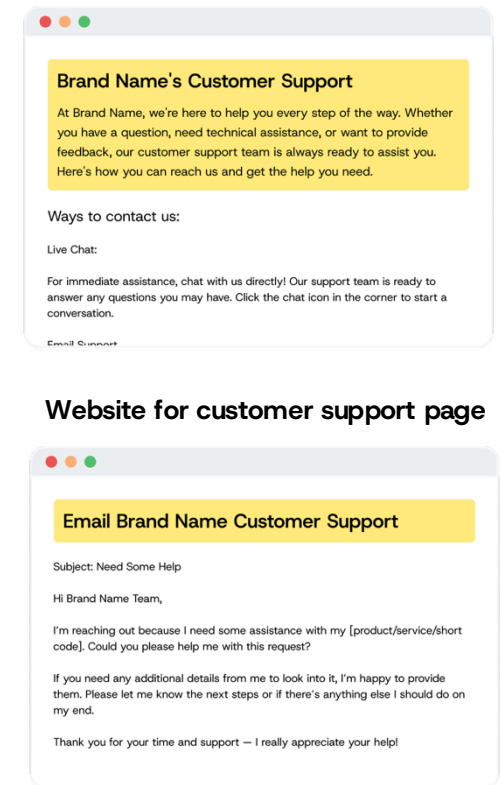 Brand Name's Customer Support
At Brand Name, we're here to help you every step of the way. Whether
you have a question, need technical assistance, or want to provide
feedback, our customer support team is always ready to assist you.
Here's how you can reach us and get the help you need.
Ways to contact us:
Live Chat:
For immediate assistance, chat with us directly! Our support team is ready to
answer any questions you may have. Click the chat icon in the corner to start a
conversation.
Email Support
Website for customer support page
Email Brand Name Customer Support
Subject: Need Some Help
Hi Brand Name Team,
I'm reaching out because I need some assistance with my [product/service/short
code]. Could you please help me with this request?
If you need any additional details from me to look into it, I'm happy to provide
them. Please let me know the next steps or if there's anything else I should do on
my end.
Thank you for your time and support — I really appreciate your help!